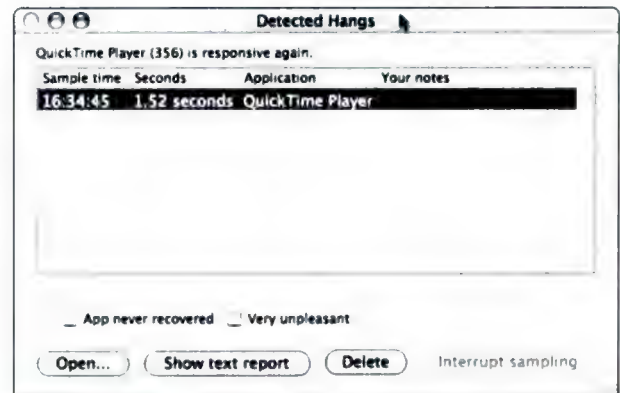 Detected Hangs
QuickTime Player (356) is responsive again.
Sample time Seconds Application Your notes
16:34:45 1.52 seconds QuickTime Player
App never recovered Very unpleasant
Open... Show text report Delete Interrupt sampling